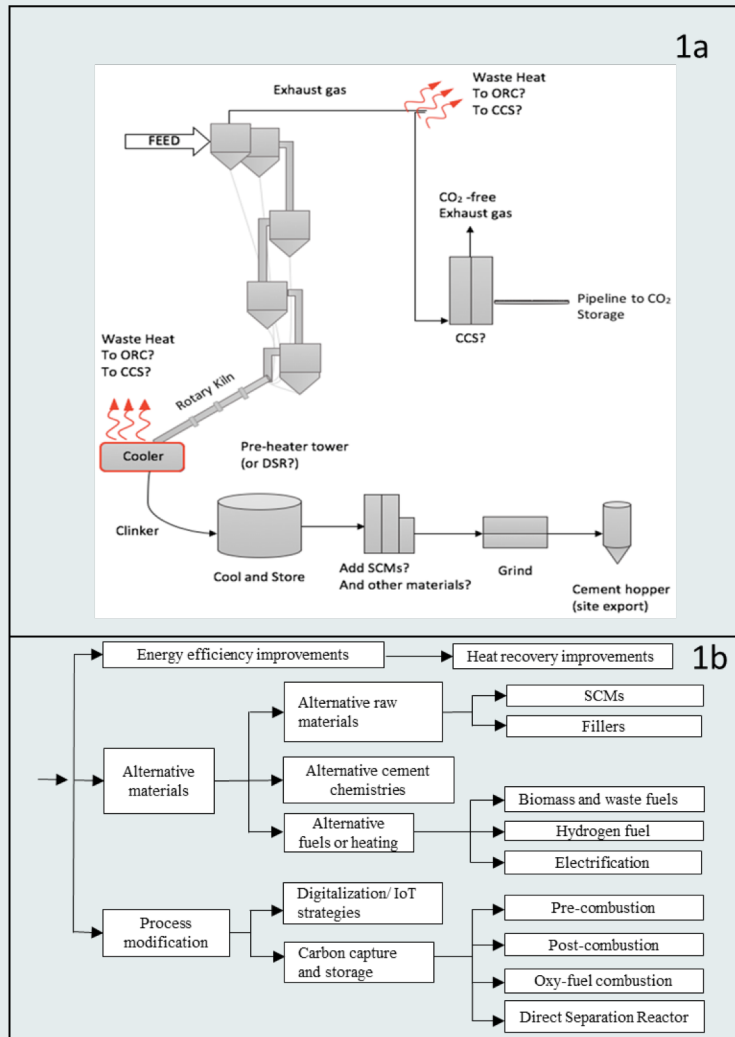 1a
Exhaust gas
Waste Heat
To ORC?
To CCS?
FEED
CO₂ -free
Exhaust gas
Pipeline to CO₂
Storage
CCS?
Waste Heat
To ORC?
To CCS?
Rotary Kiln
Cooler
Pre-heater tower
(or DSR?)
Clinker
Cool and Store
Add SCMs?
And other materials?
Grind
Cement hopper
(site export)
1b
Energy efficiency improvements
Heat recovery improvements
Alternative
materials
Alternative raw
materials
SCMs
Fillers
Alternative cement
chemistries
Alternative
fuels or heating
Biomass and waste fuels
Hydrogen fuel
Electrification
Process
modification
Digitalization/ IoT
strategies
Carbon capture
and storage
Pre-combustion
Post-combustion
Oxy-fuel combustion
Direct Separation Reactor